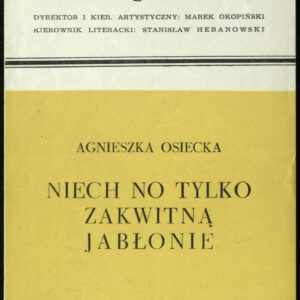 DYREKTOR I KIER. ARTYSTYCZNY: MAREK OKOPIŃSKI
KIEROWNIK LITERACKI: STANISŁAW HEBANOWSKI
AGNIESZKA OSIECKA
NIECH NO TYLKO
ZAKWITNĄ
JABŁONIE